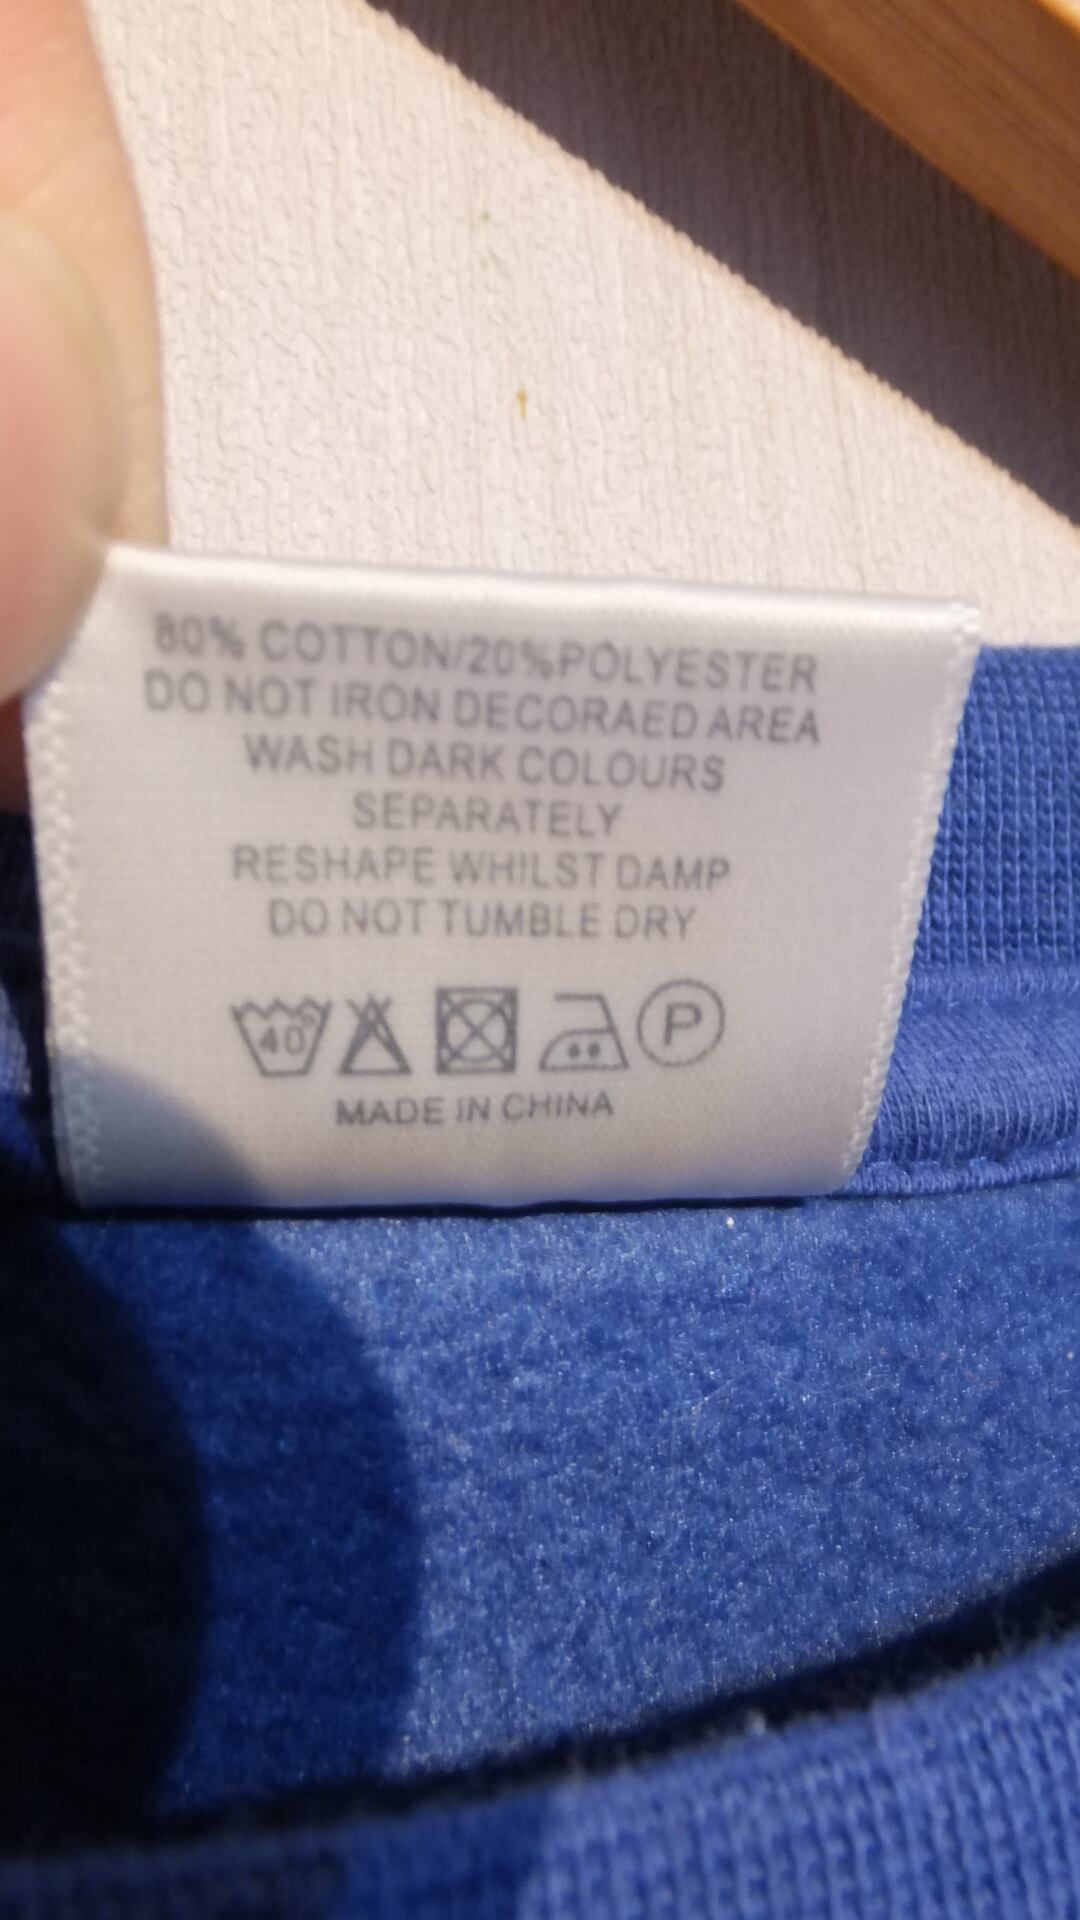 80% COTTON/20%POLYESTER
DO NOT IRON DECORAED AREA
WASH DARK COLOURS
SEPARATELY
RESHAPE WHILST DAMP
DO NOT TUMBLE DRY
40° P
MADE IN CHINA